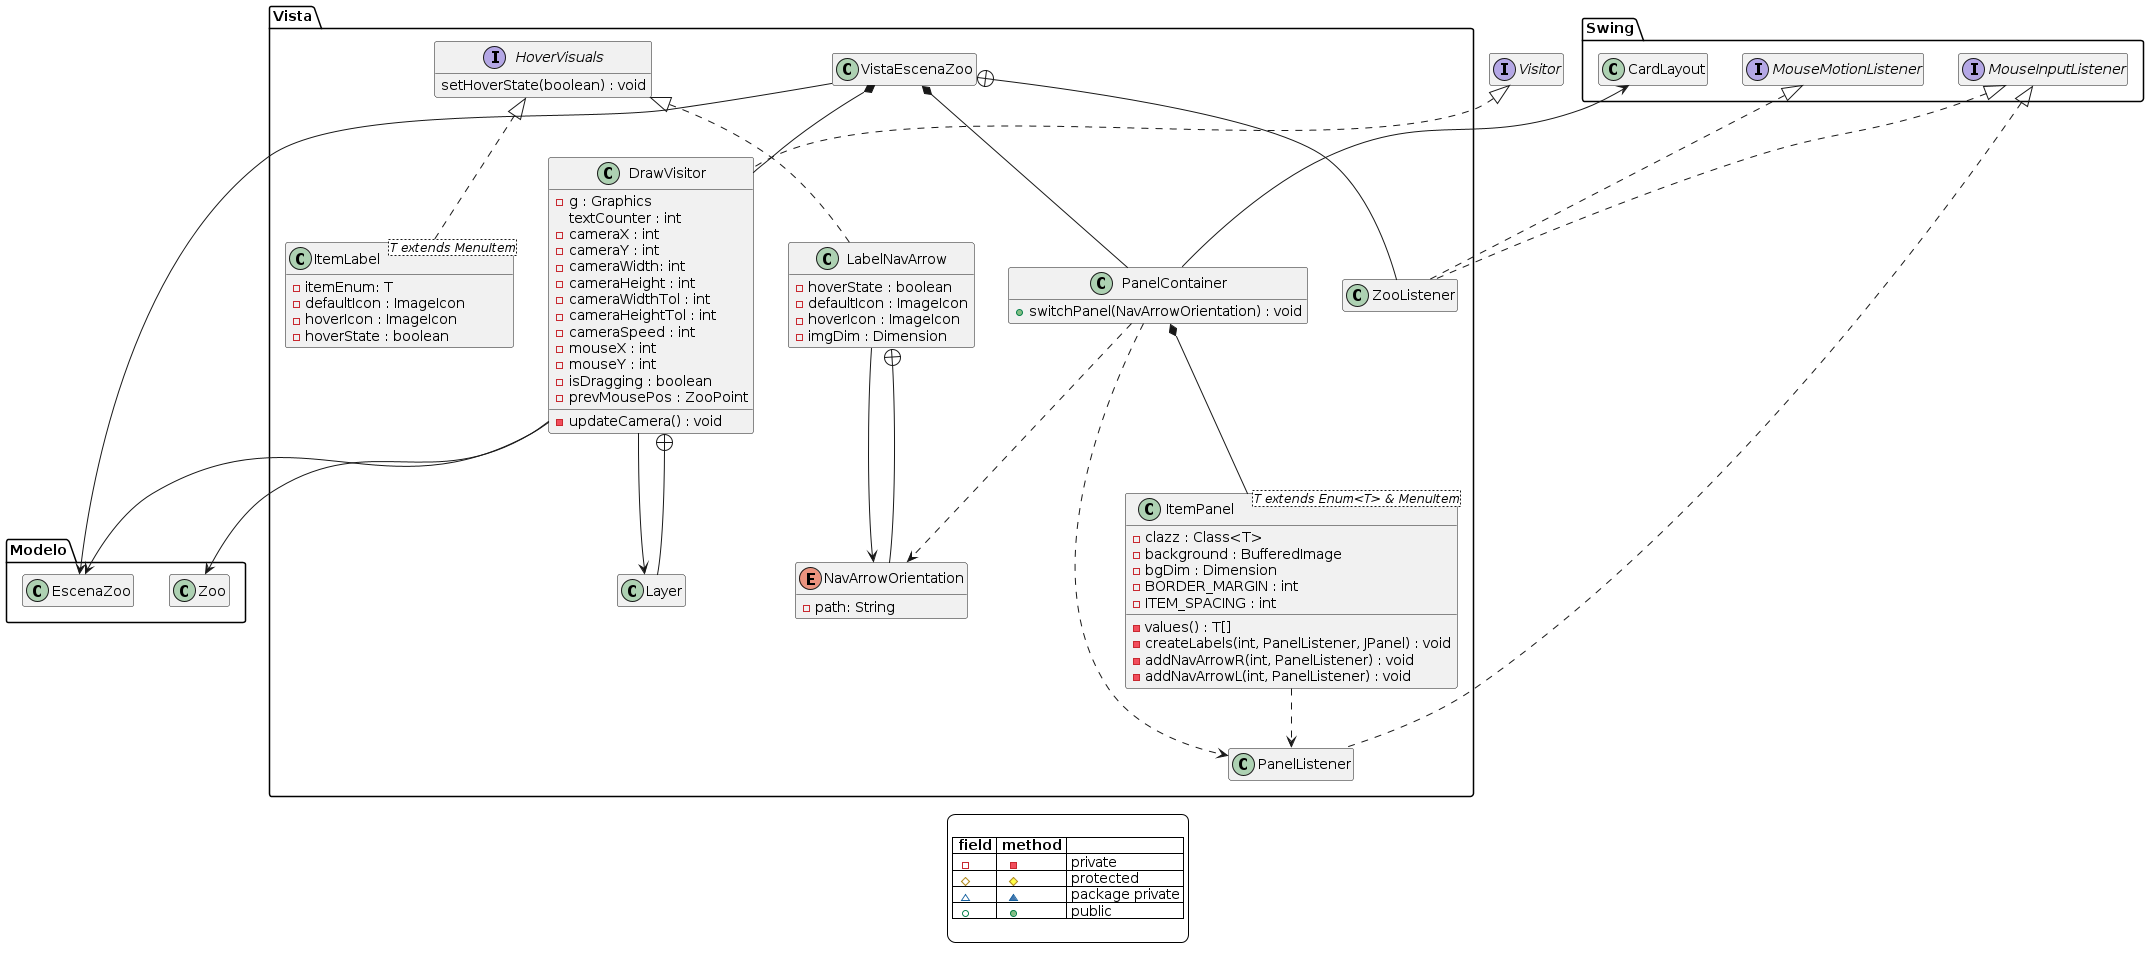 Vista
HoverVisuals
setHoverState(boolean) : void
VistaEscenaZoo
Visitor
Swing
CardLayout
MouseMotionListener
MouseInputListener
ItemLabel
T extends MenuItem
itemEnum: T
defaultIcon : ImageIcon
hoverIcon : ImageIcon
hoverState : boolean
DrawVisitor
g : Graphics
textCounter : int
cameraX : int
cameraY : int
cameraWidth: int
cameraHeight : int
cameraWidthTol : int
cameraHeightTol : int
cameraSpeed : int
mouseX : int
mouseY : int
isDragging : boolean
prevMousePos : ZooPoint
updateCamera() : void
LabelNavArrow
hoverState : boolean
defaultIcon : ImageIcon
hoverIcon : ImageIcon
imgDim : Dimension
PanelContainer
switchPanel(NavArrowOrientation) : void
ZooListener
Modelo
EscenaZoo
Zoo
Layer
NavArrowOrientation
path: String
ItemPanel
T extends Enum<T> & MenuItem
clazz : Class<T>
background : BufferedImage
bgDim : Dimension
BORDER_MARGIN : int
ITEM_SPACING : int
values() : T[]
createLabels(int, PanelListener, JPanel) : void
addNavArrowR(int, PanelListener) : void
addNavArrowL(int, PanelListener) : void
PanelListener
field method
private
protected
package private
public